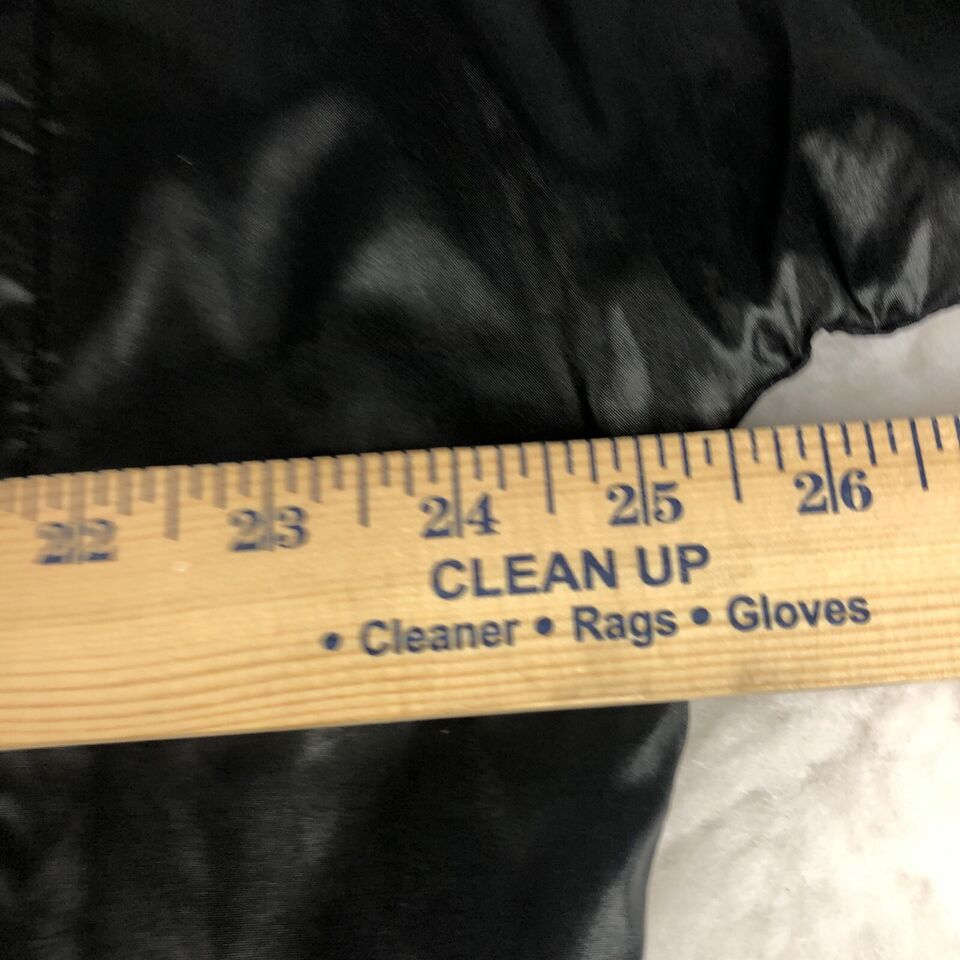 22 23 24 25 26
CLEAN UP
• Cleaner • Rags • Gloves